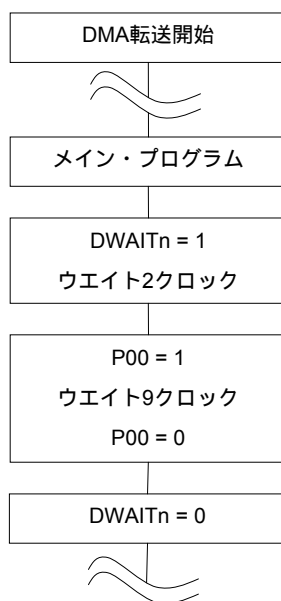 DMA転送開始
メイン・プログラム
DWAITn = 1
ウエイト2クロック
P00 = 1
ウエイト9クロック
P00 = 0
DWAITn = 0